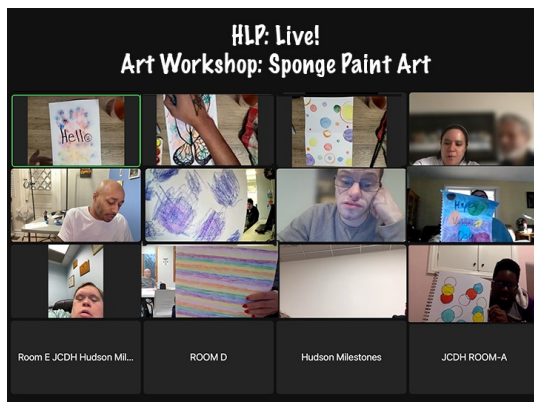 HLP: Live!
Art Workshop: Sponge Paint Art
Hello
Room E JCDH Hudson Mil...
ROOM D
Hudson Milestones
JCDH ROOM-A